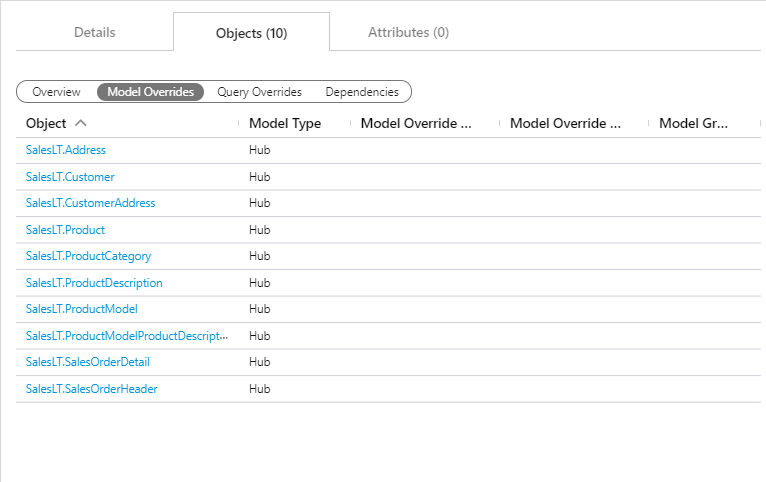 Details Objects (10) Attributes (0)
Overview Model Overrides Query Overrides Dependencies
Object Model Type Model Override ... Model Override ... Model Gr...
SalesLT.Address Hub
SalesLT.Customer Hub
SalesLT.CustomerAddress Hub
SalesLT.Product Hub
SalesLT.ProductCategory Hub
SalesLT.ProductDescription Hub
SalesLT.ProductModel Hub
SalesLT.ProductModelProductDescript... Hub
SalesLT.SalesOrderDetail Hub
SalesLT.SalesOrderHeader Hub